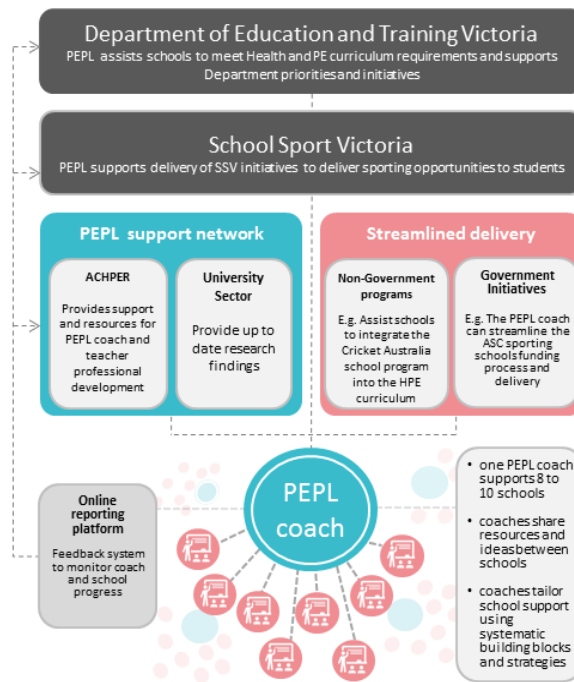 Department of Education and Training Victoria
PEPL assists schools to meet Health and PE curriculum requirements and supports
Department priorities and initiatives
School Sport Victoria
PEPL supports delivery of SSV initiatives to deliver sporting opportunities to students
PEPL support network
ACHPER
Provides support
and resources for
PEPL coach and
teacher
professional
development
University
Sector
Provide up to
date research
findings
Streamlined delivery
Non-Government
programs
E.g. Assist schools
to integrate the
Cricket Australia
school program
into the HPE
curriculum
Government
Initiatives
E.g. The PEPL coach
can streamline the
ASC sporting
schools funding
process and
delivery
Online
reporting
platform
Feedback system
to monitor coach
and school
progress
PEPL
coach
• one PEPL coach
supports 8 to
10 schools
• coaches share
resources and
ideasbetween
schools
• coaches tailor
school support
using
systematic
building blocks
and strategies